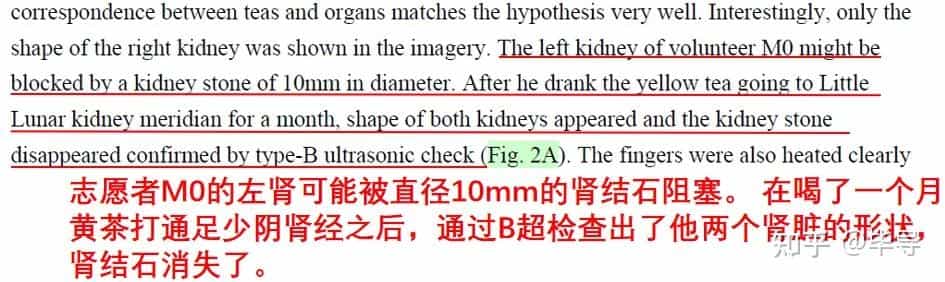 correspondence between teas and organs matches the hypothesis very well. Interestingly, only the
shape of the right kidney was shown in the imagery. The left kidney of volunteer M0 might be
blocked by a kidney stone of 10mm in diameter. After he drank the yellow tea going to Little
Lunar kidney meridian for a month, shape of both kidneys appeared and the kidney stone
disappeared confirmed by type-B ultrasonic check (Fig. 2A). The fingers were also heated clearly
志愿者M0的左肾可能被直径10mm的肾结石阻塞。 在喝了一个月
黄茶打通足少阴肾经之后，通过B超检查出了他两个肾脏的形状，
肾结石消失了。
知乎 @毕导